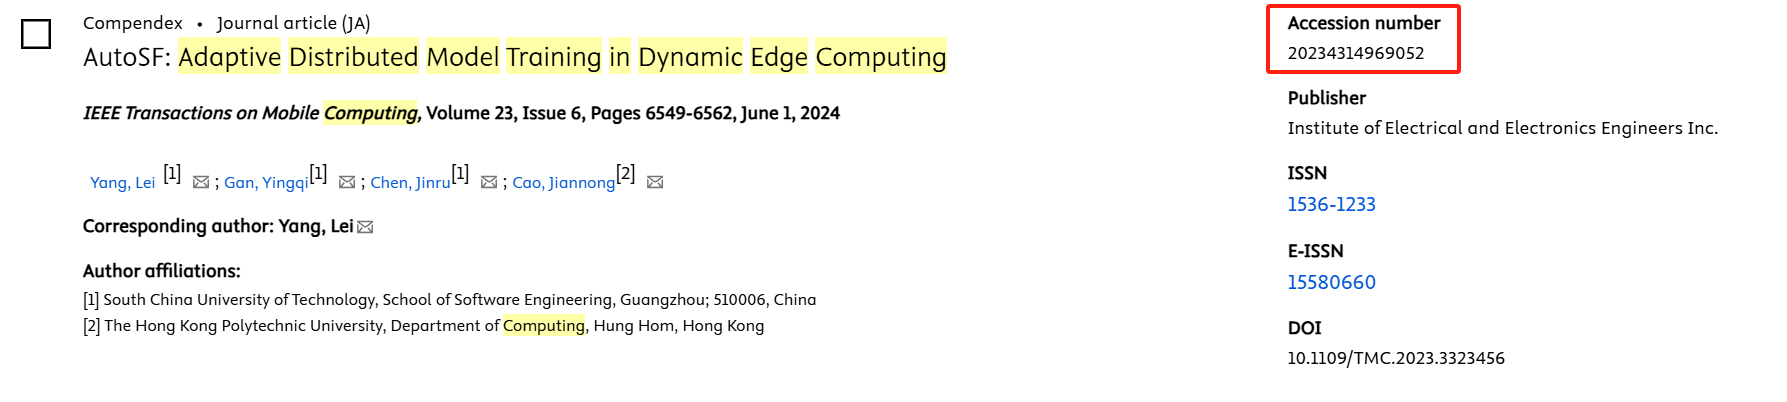 Compendex • Journal article (JA)
AutoSF: Adaptive Distributed Model Training in Dynamic Edge Computing
IEEE Transactions on Mobile Computing, Volume 23, Issue 6, Pages 6549-6562, June 1, 2024
Yang, Lei [1] ; Gan, Yingqi[1] ; Chen, Jinru[1] ; Cao, Jiannong[2]
Corresponding author: Yang, Lei
Author affiliations:
[1] South China University of Technology, School of Software Engineering, Guangzhou; 510006, China
[2] The Hong Kong Polytechnic University, Department of Computing, Hung Hom, Hong Kong
Accession number
20234314969052
Publisher
Institute of Electrical and Electronics Engineers Inc.
ISSN
1536-1233
E-ISSN
15580660
DOI
10.1109/TMC.2023.3323456